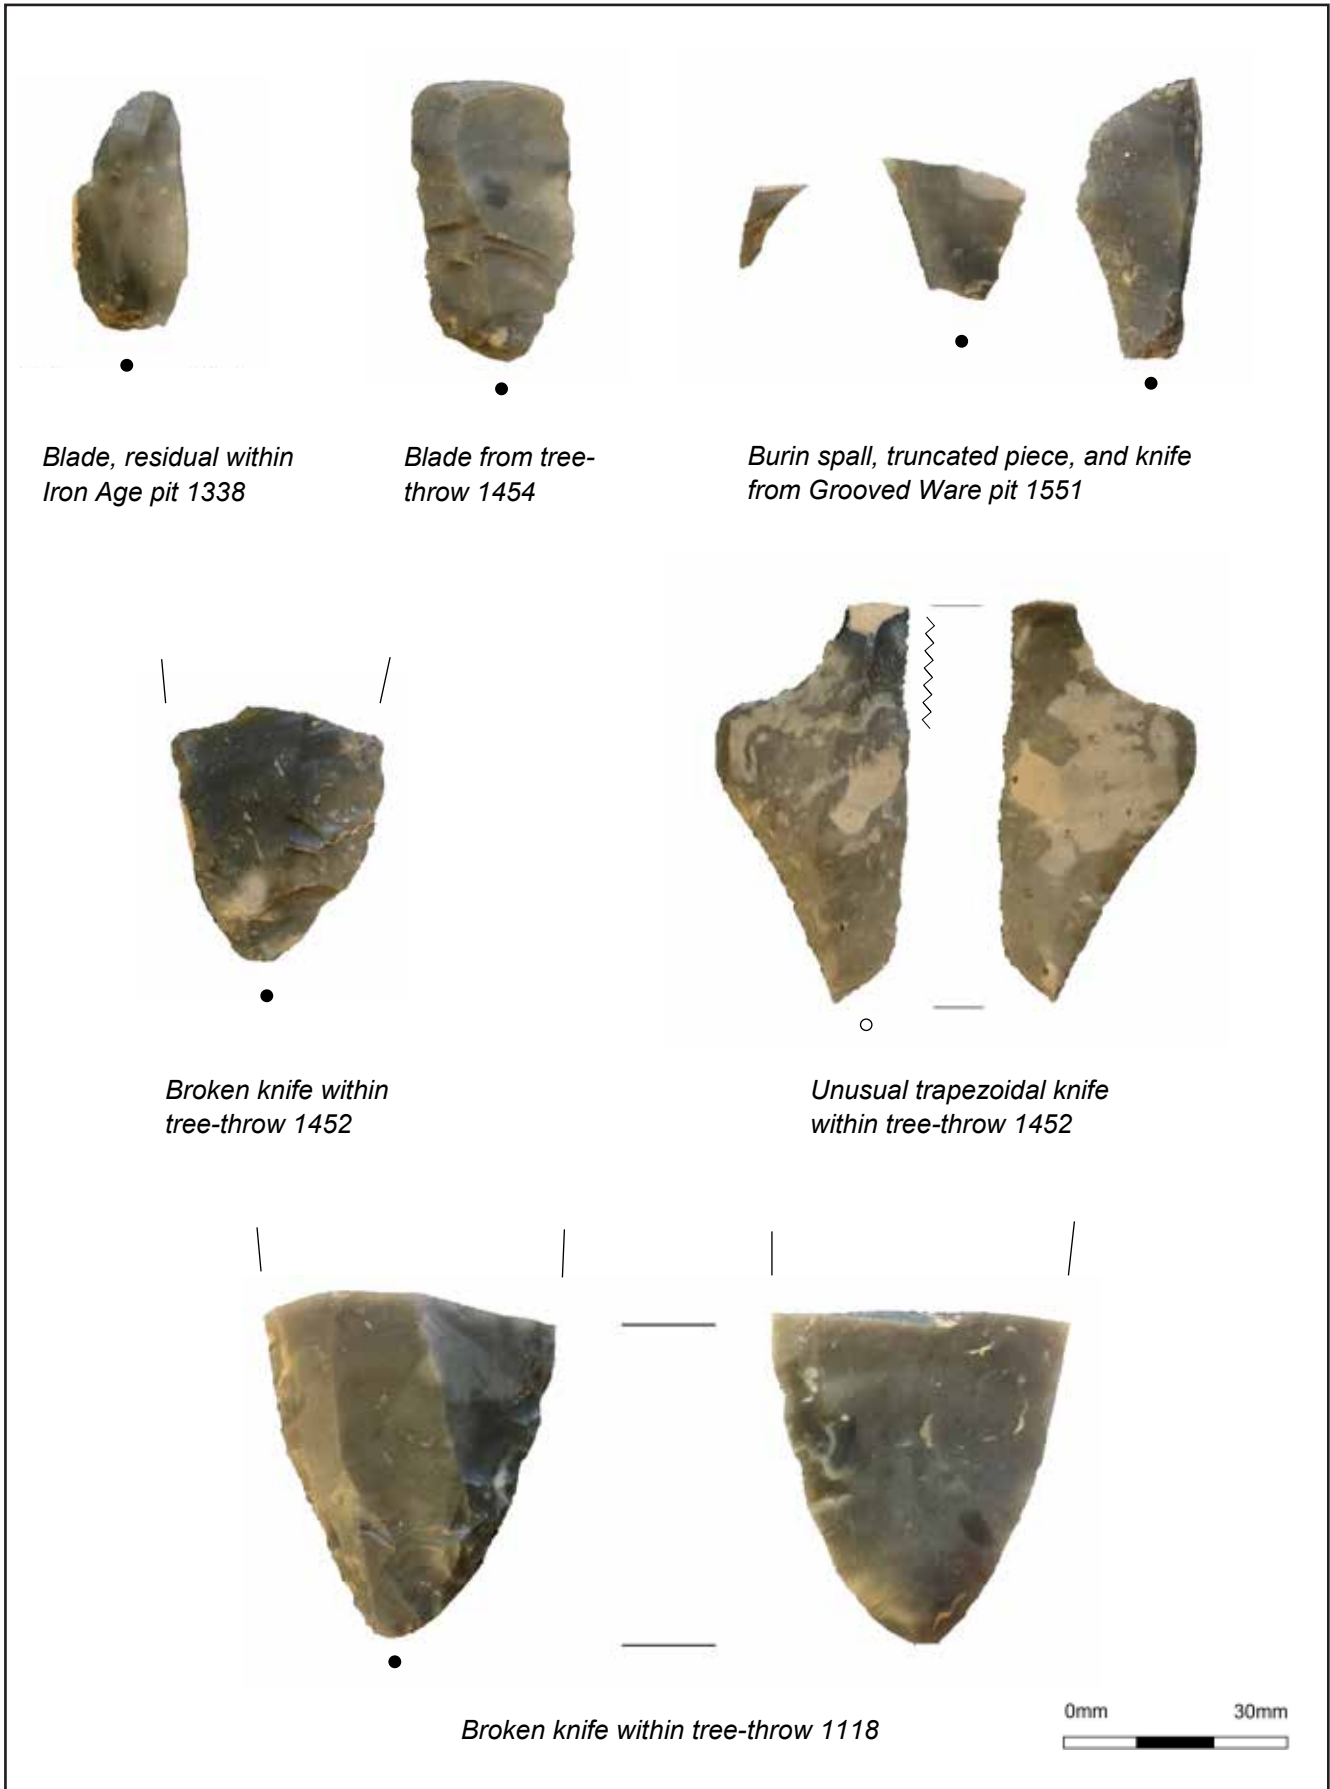 Blade, residual within
Iron Age pit 1338
Blade from tree-
throw 1454
Burin spall, truncated piece, and knife
from Grooved Ware pit 1551
Broken knife within
tree-throw 1452
Unusual trapezoidal knife
within tree-throw 1452
Broken knife within tree-throw 1118
0mm 30mm